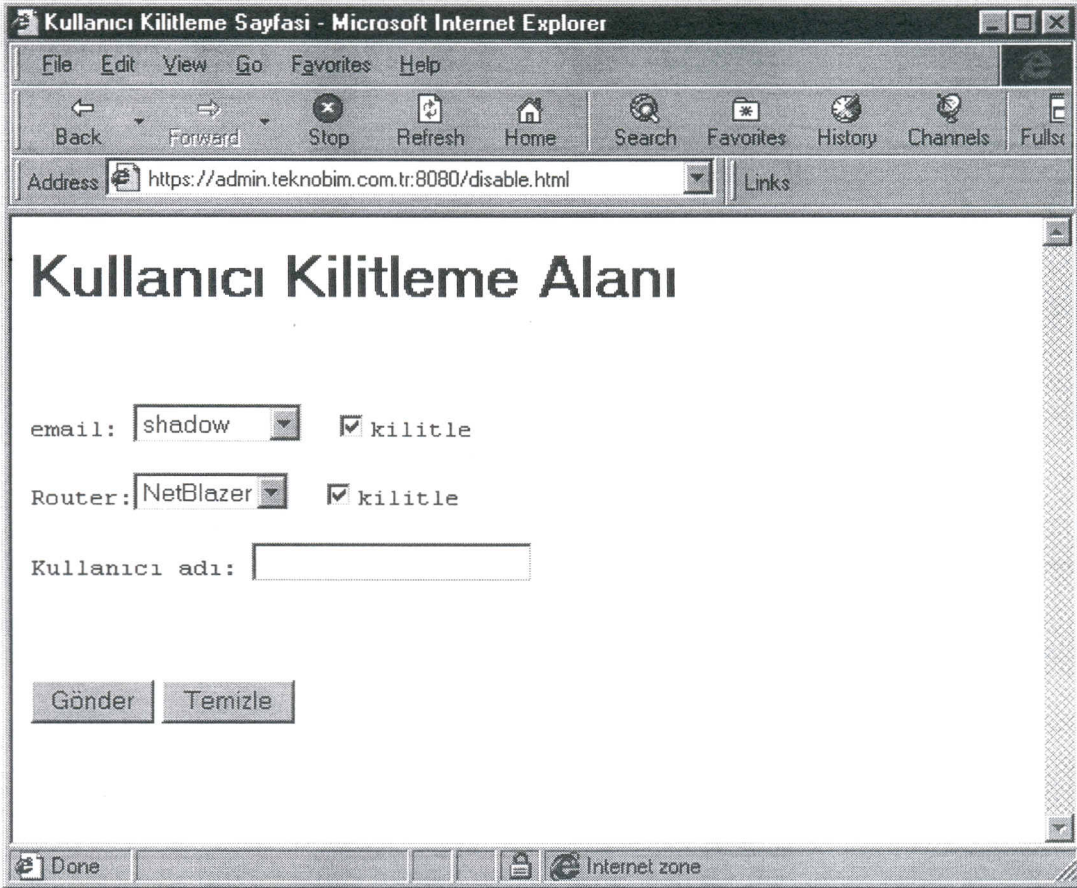 Kullanıcı Kilitleme Sayfasi - Microsoft Internet Explorer
File Edit View Go Favorites Help
Back Forward Stop Refresh Home Search Favorites History Channels Fullsc
Address https://admin.teknobim.com.tr:8080/disable.html Links
Kullanıcı Kilitleme Alanı
email: shadow kilitle
Router: NetBlazer kilitle
Kullanıcı adı:
Gönder Temizle
Done Internet zone